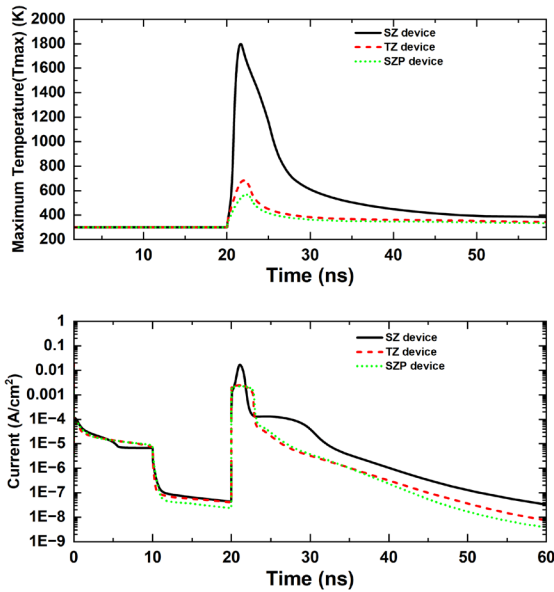 Maximum Temperature(Tmax) (K)
2000
1800
1600
1400
1200
1000
800
600
400
200
SZ device
TZ device
SZP device
10
20
30
40
50
Time (ns)
Current (A/cm²)
1
0.1
0.01
0.001
1E−4
1E−5
1E−6
1E−7
1E−8
1E−9
SZ device
TZ device
SZP device
0
10
20
30
40
50
60
Time (ns)